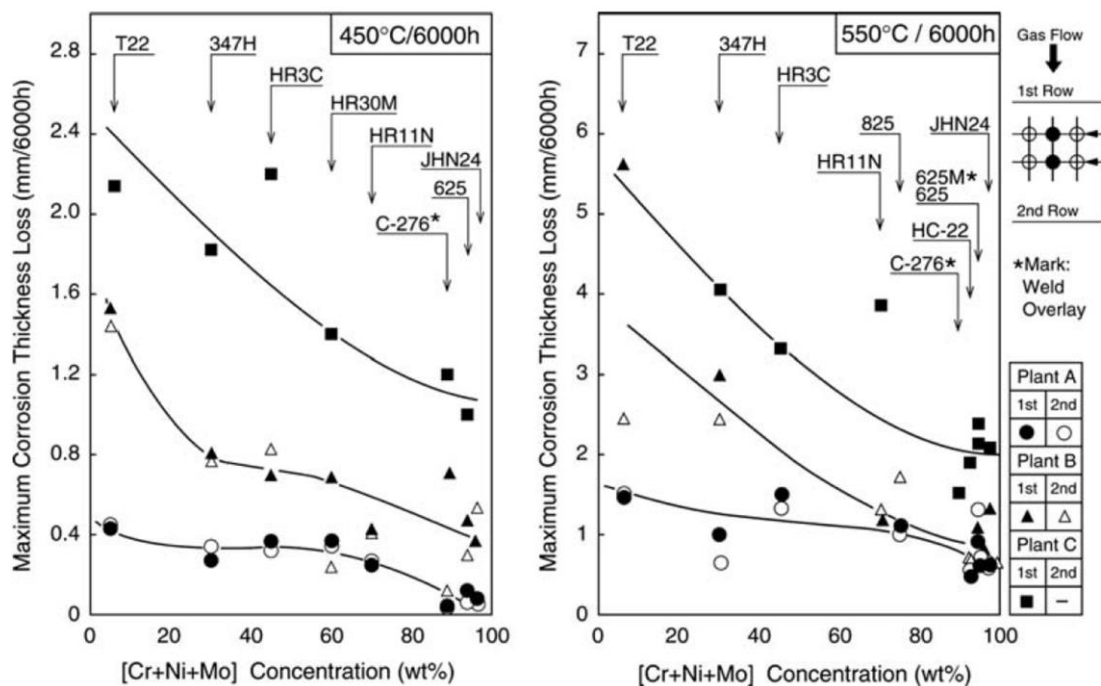 450°C/6000h
T22
347H
HR3C
HR30M
HR11N
JHN24
625
C-276*
Maximum Corrosion Thickness Loss (mm/6000h)
2.8
2.4
2.0
1.6
1.2
0.8
0.4
0
0 20 40 60 80 100
[Cr+Ni+Mo] Concentration (wt%)
550°C / 6000h
T22
347H
HR3C
825
JHN24
HR11N
625M*
625
HC-22
C-276*
Maximum Corrosion Thickness Loss (mm/6000h)
7
6
5
4
3
2
1
0
0 20 40 60 80 100
[Cr+Ni+Mo] Concentration (wt%)
Gas Flow
1st Row
2nd Row
*Mark:
Weld
Overlay
Plant A
1st 2nd
Plant B
1st 2nd
Plant C
1st 2nd
–